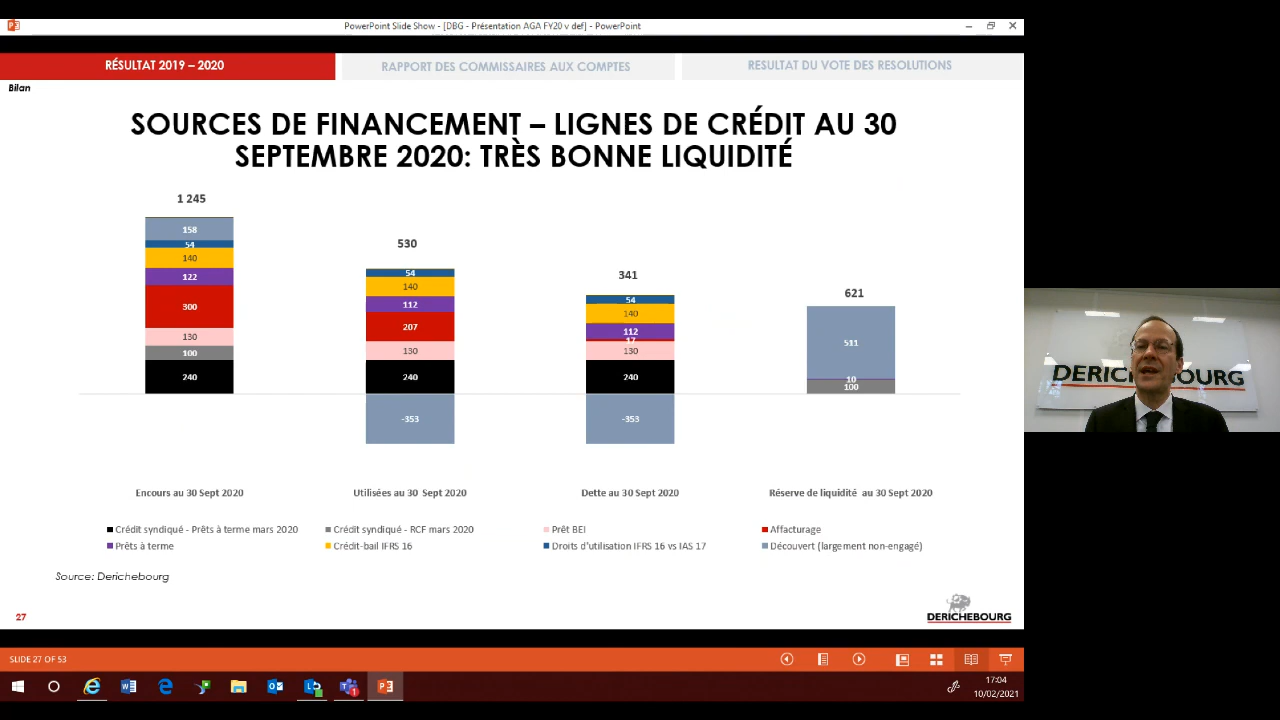 PowerPoint Slide Show - [DBG - Présentation AGA FY20 v def] - PowerPoint
RÉSULTAT 2019 – 2020
RAPPORT DES COMMISSAIRES AUX COMPTES
RESULTAT DU VOTE DES RESOLUTIONS
Bilan
SOURCES DE FINANCEMENT – LIGNES DE CRÉDIT AU 30
SEPTEMBRE 2020: TRÈS BONNE LIQUIDITÉ
1 245
158
54
140
122
300
130
100
240
530
54
140
112
207
130
240
-353
341
54
140
112
17
130
240
-353
621
511
10
100
Encours au 30 Sept 2020
Utilisées au 30 Sept 2020
Dette au 30 Sept 2020
Réserve de liquidité au 30 Sept 2020
Crédit syndiqué - Prêts à terme mars 2020
Crédit syndiqué - RCF mars 2020
Prêt BEI
Affacturage
Prêts à terme
Crédit-bail IFRS 16
Droits d'utilisation IFRS 16 vs IAS 17
Découvert (largement non-engagé)
Source: Derichebourg
27
DERICHEBOURG
SLIDE 27 OF 53
17:04
10/02/2021
DERICHEBOURG